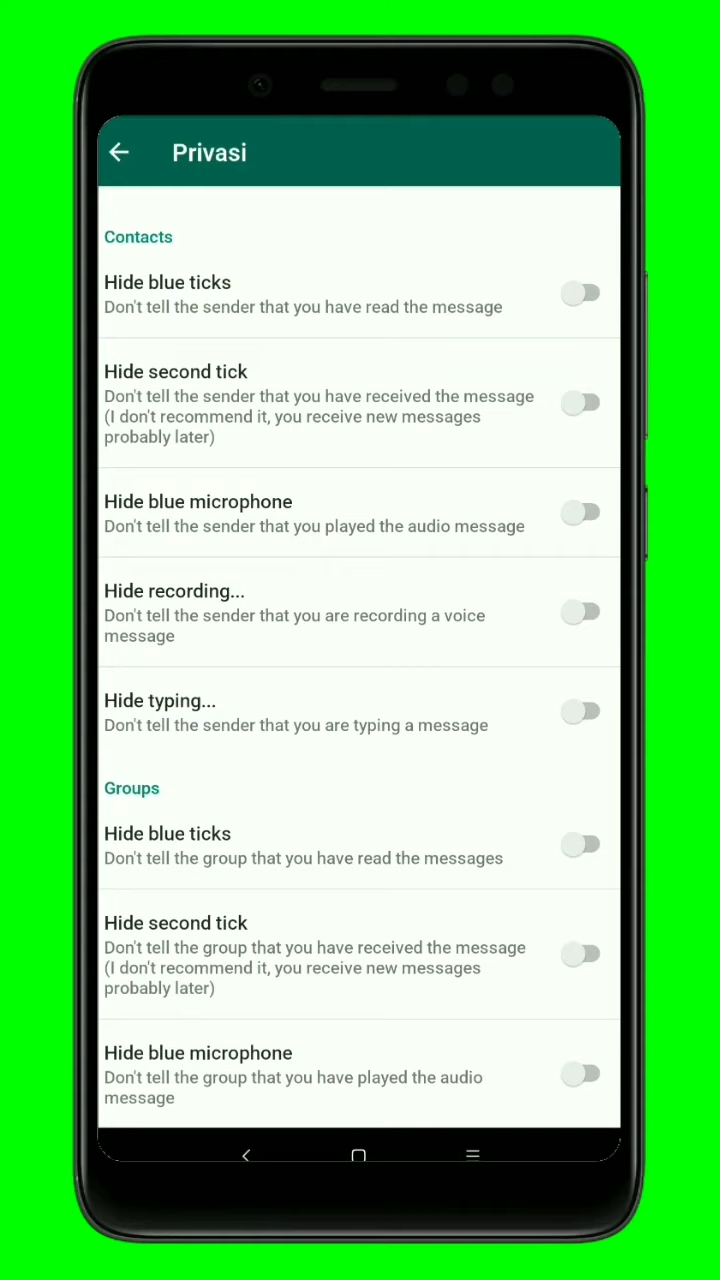 Privasi
Contacts
Hide blue ticks
Don't tell the sender that you have read the message
Hide second tick
Don't tell the sender that you have received the message
(I don't recommend it, you receive new messages
probably later)
Hide blue microphone
Don't tell the sender that you played the audio message
Hide recording...
Don't tell the sender that you are recording a voice
message
Hide typing...
Don't tell the sender that you are typing a message
Groups
Hide blue ticks
Don't tell the group that you have read the messages
Hide second tick
Don't tell the group that you have received the message
(I don't recommend it, you receive new messages
probably later)
Hide blue microphone
Don't tell the group that you have played the audio
message